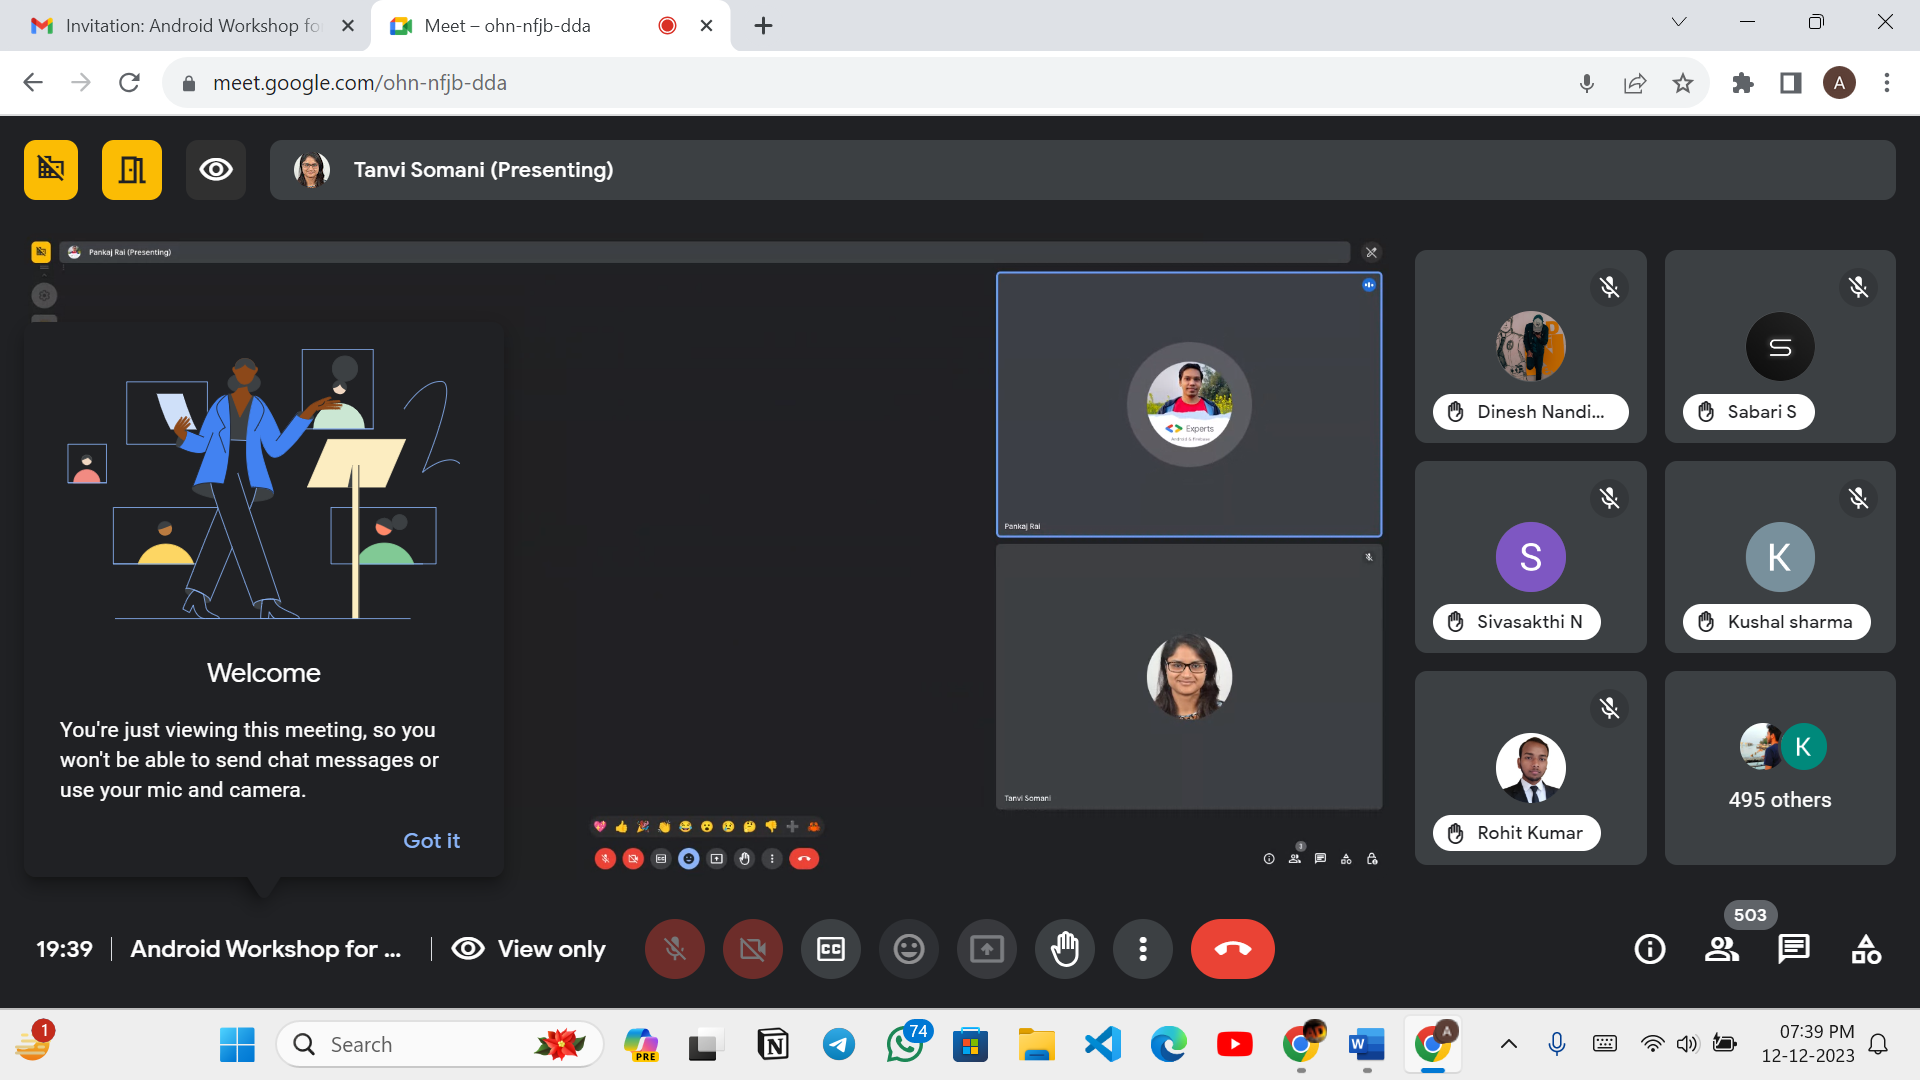 Invitation: Android Workshop fo
Meet – ohn-nfjb-dda
meet.google.com/ohn-nfjb-dda
A
Tanvi Somani (Presenting)
Pankaj Rai (Presenting)
Experts
Android & Firebase
Pankaj Rai
Tanvi Somani
Dinesh Nandi...
S
Sabari S
S
Sivasakthi N
K
Kushal sharma
Rohit Kumar
K
495 others
Welcome
You're just viewing this meeting, so you
won't be able to send chat messages or
use your mic and camera.
Got it
3
503
19:39
Android Workshop for ...
View only
CC
1
Search
PRE
N
74
W
A
07:39 PM
12-12-2023